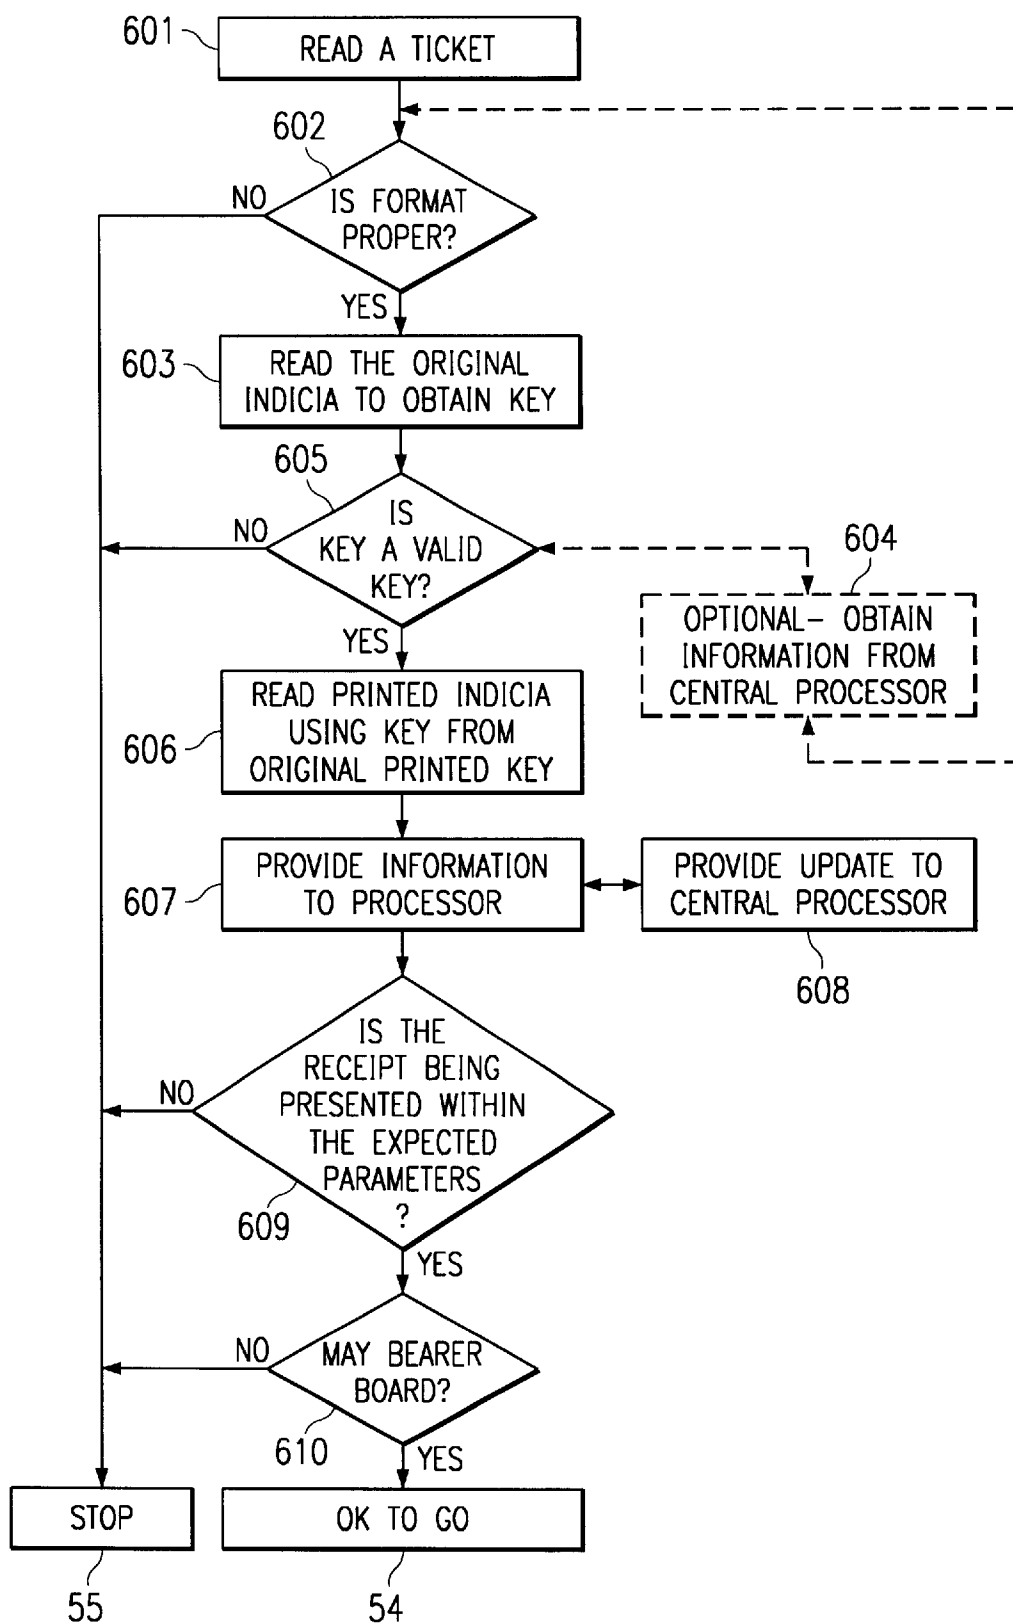 601
READ A TICKET
602
NO
IS FORMAT
PROPER?
YES
603
READ THE ORIGINAL
INDICIA TO OBTAIN KEY
605
NO
IS
KEY A VALID
KEY?
YES
604
OPTIONAL– OBTAIN
INFORMATION FROM
CENTRAL PROCESSOR
606
READ PRINTED INDICIA
USING KEY FROM
ORIGINAL PRINTED KEY
607
PROVIDE INFORMATION
TO PROCESSOR
PROVIDE UPDATE TO
CENTRAL PROCESSOR
608
NO
IS THE
RECEIPT BEING
PRESENTED WITHIN
THE EXPECTED
PARAMETERS
?
609
YES
NO
MAY BEARER
BOARD?
610
YES
STOP
OK TO GO
55
54